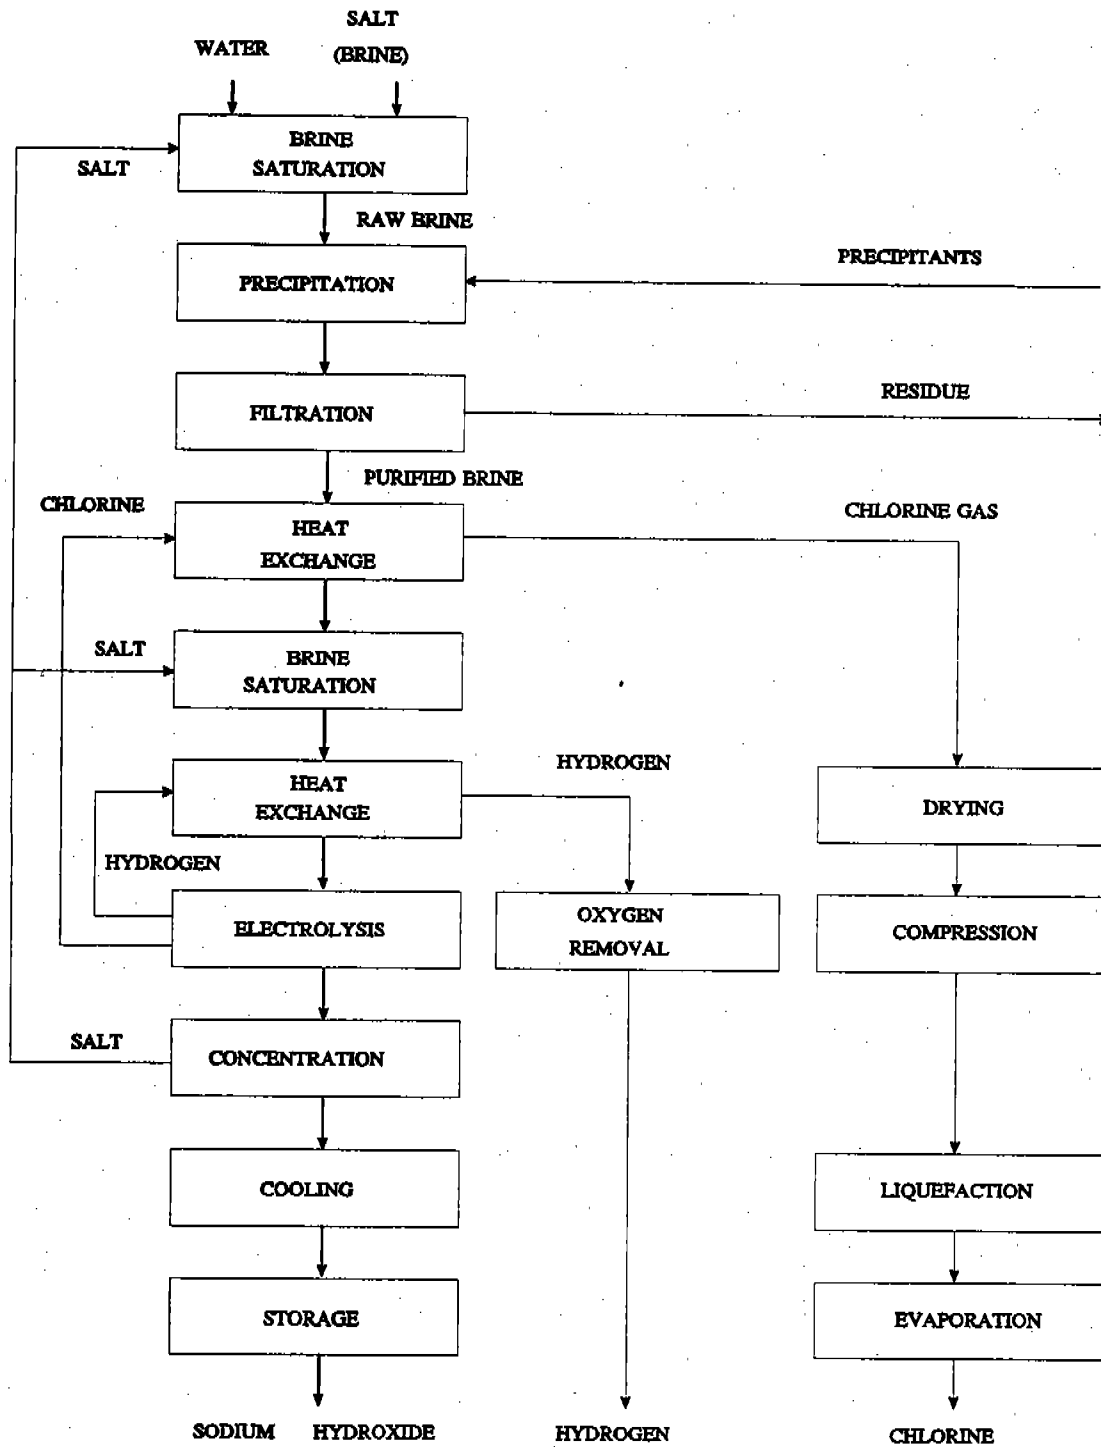 SALT
WATER
(BRINE)
BRINE
SATURATION
SALT
RAW BRINE
PRECIPITATION
PRECIPITANTS
FILTRATION
RESIDUE
PURIFIED BRINE
CHLORINE
CHLORINE GAS
HEAT
EXCHANGE
SALT
BRINE
SATURATION
HYDROGEN
HEAT
EXCHANGE
DRYING
HYDROGEN
ELECTROLYSIS
OXYGEN
REMOVAL
COMPRESSION
SALT
CONCENTRATION
COOLING
LIQUEFACTION
STORAGE
EVAPORATION
SODIUM HYDROXIDE
HYDROGEN
CHLORINE